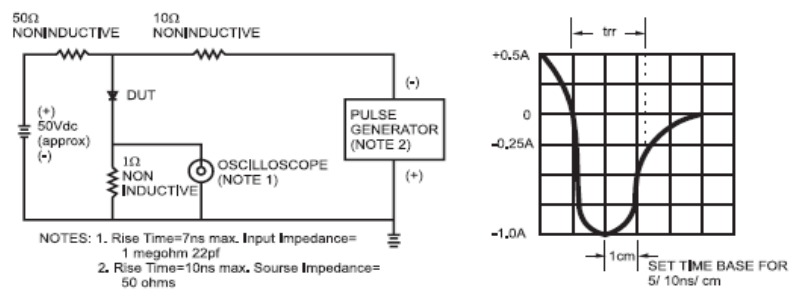 50Ω
NONINDUCTIVE
10Ω
NONINDUCTIVE
DUT
(+)
50Vdc
(approx)
(-)
1Ω
NON
INDUCTIVE
OSCILLOSCOPE
(NOTE 1)
(-)
PULSE
GENERATOR
(NOTE 2)
(+)
NOTES: 1. Rise Time=7ns max. Input Impedance=
1 megohm 22pf
2. Rise Time=10ns max. Sourse Impedance=
50 ohms
trr
+0.5A
0
-0.25A
-1.0A
1cm
SET TIME BASE FOR
5/ 10ns/ cm